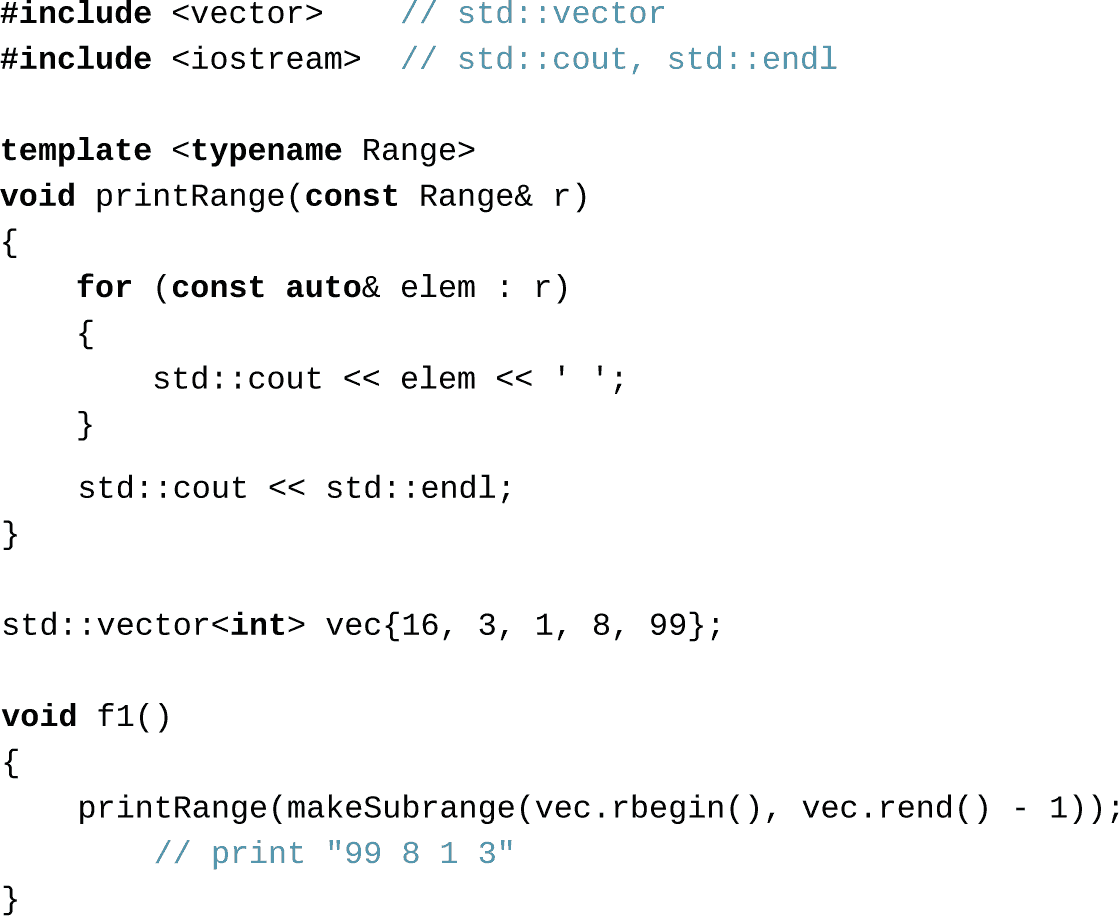 #include <vector>    // std::vector
#include <iostream>  // std::cout, std::endl

template <typename Range>
void printRange(const Range& r)
{
    for (const auto& elem : r)
    {
        std::cout << elem << ' ';
    }
    std::cout << std::endl;
}

std::vector<int> vec{16, 3, 1, 8, 99};

void f1()
{
    printRange(makeSubrange(vec.rbegin(), vec.rend() - 1));
        // print "99 8 1 3"
}